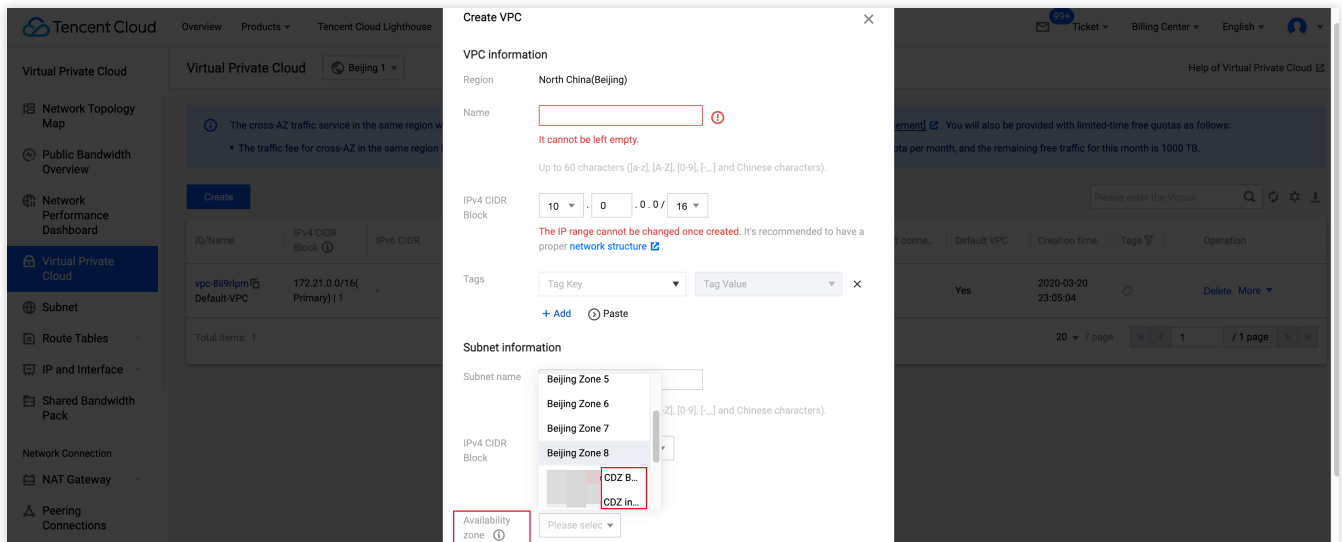 Tencent Cloud
Overview
Products
Tencent Cloud Lighthouse
99+
Ticket
Billing Center
English
Virtual Private Cloud
Network Topology
Map
Public Bandwidth
Overview
Network
Performance
Dashboard
Virtual Private
Cloud
Subnet
Route Tables
IP and Interface
Shared Bandwidth
Pack
Network Connection
NAT Gateway
Peering
Connections
Virtual Private Cloud
Beijing 1
Help of Virtual Private Cloud
The cross-AZ traffic service in the same region
ement] . You will also be provided with limited-time free quotas as follows:
• The traffic fee for cross-AZ in the same region
ota per month, and the remaining free traffic for this month is 1000 TB.
Create
Please enter the Virtual
ID/Name
IPv4 CIDR
Block
IPv6 CIDR
t conne...
Default VPC
Creation time
Tags
Operation
vpc-8ii9rlpm
Default-VPC
172.21.0.0/16(
Primary) | 1
-
Yes
2020-03-20
23:05:04
Delete More
Total items: 1
20 / page
1
/ 1 page
Create VPC
VPC information
Region
North China(Beijing)
Name
It cannot be left empty.
Up to 60 characters ([a-z], [A-Z], [0-9], [-_.] and Chinese characters).
IPv4 CIDR
Block
10 . 0 . 0 . 0 / 16
The IP range cannot be changed once created. It's recommended to have a
proper network structure .
Tags
Tag Key
Tag Value
+ Add
Paste
Subnet information
Subnet name
-Z], [0-9], [-_.] and Chinese characters).
IPv4 CIDR
Block
Beijing Zone 5
Beijing Zone 6
Beijing Zone 7
Beijing Zone 8
CDZ B...
CDZ in...
Availability
zone
Please selec